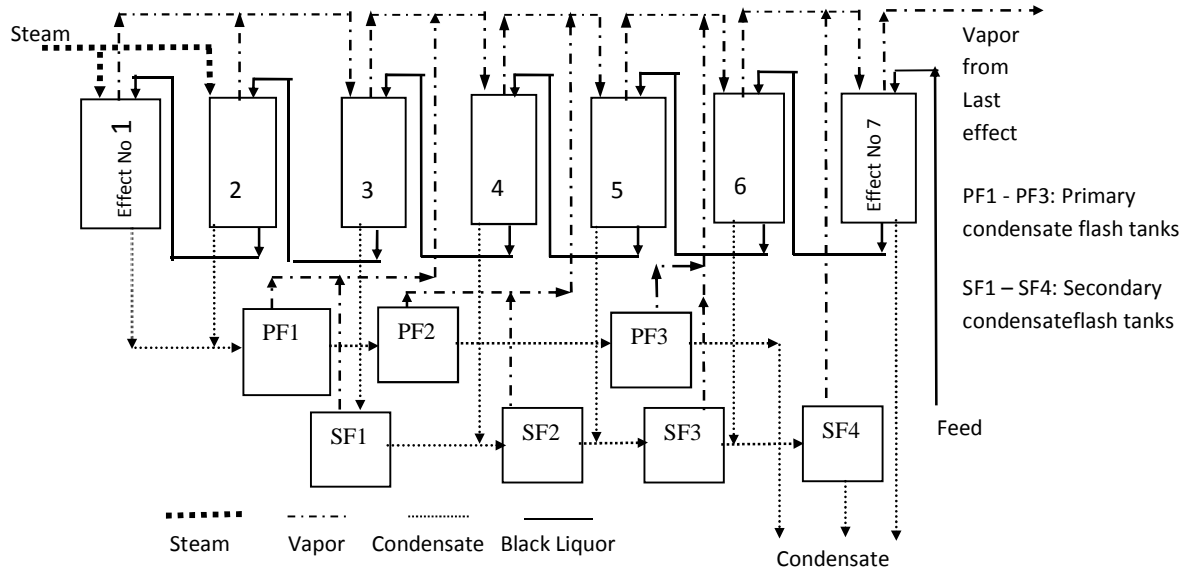 Steam
Vapor
from
Last
effect
Effect No 1
2
3
4
5
6
Effect No 7
PF1 - PF3: Primary
condensate flash tanks
SF1 – SF4: Secondary
condensateflash tanks
PF1
PF2
PF3
SF1
SF2
SF3
SF4
Feed
Steam
Vapor
Condensate
Black Liquor
Condensate